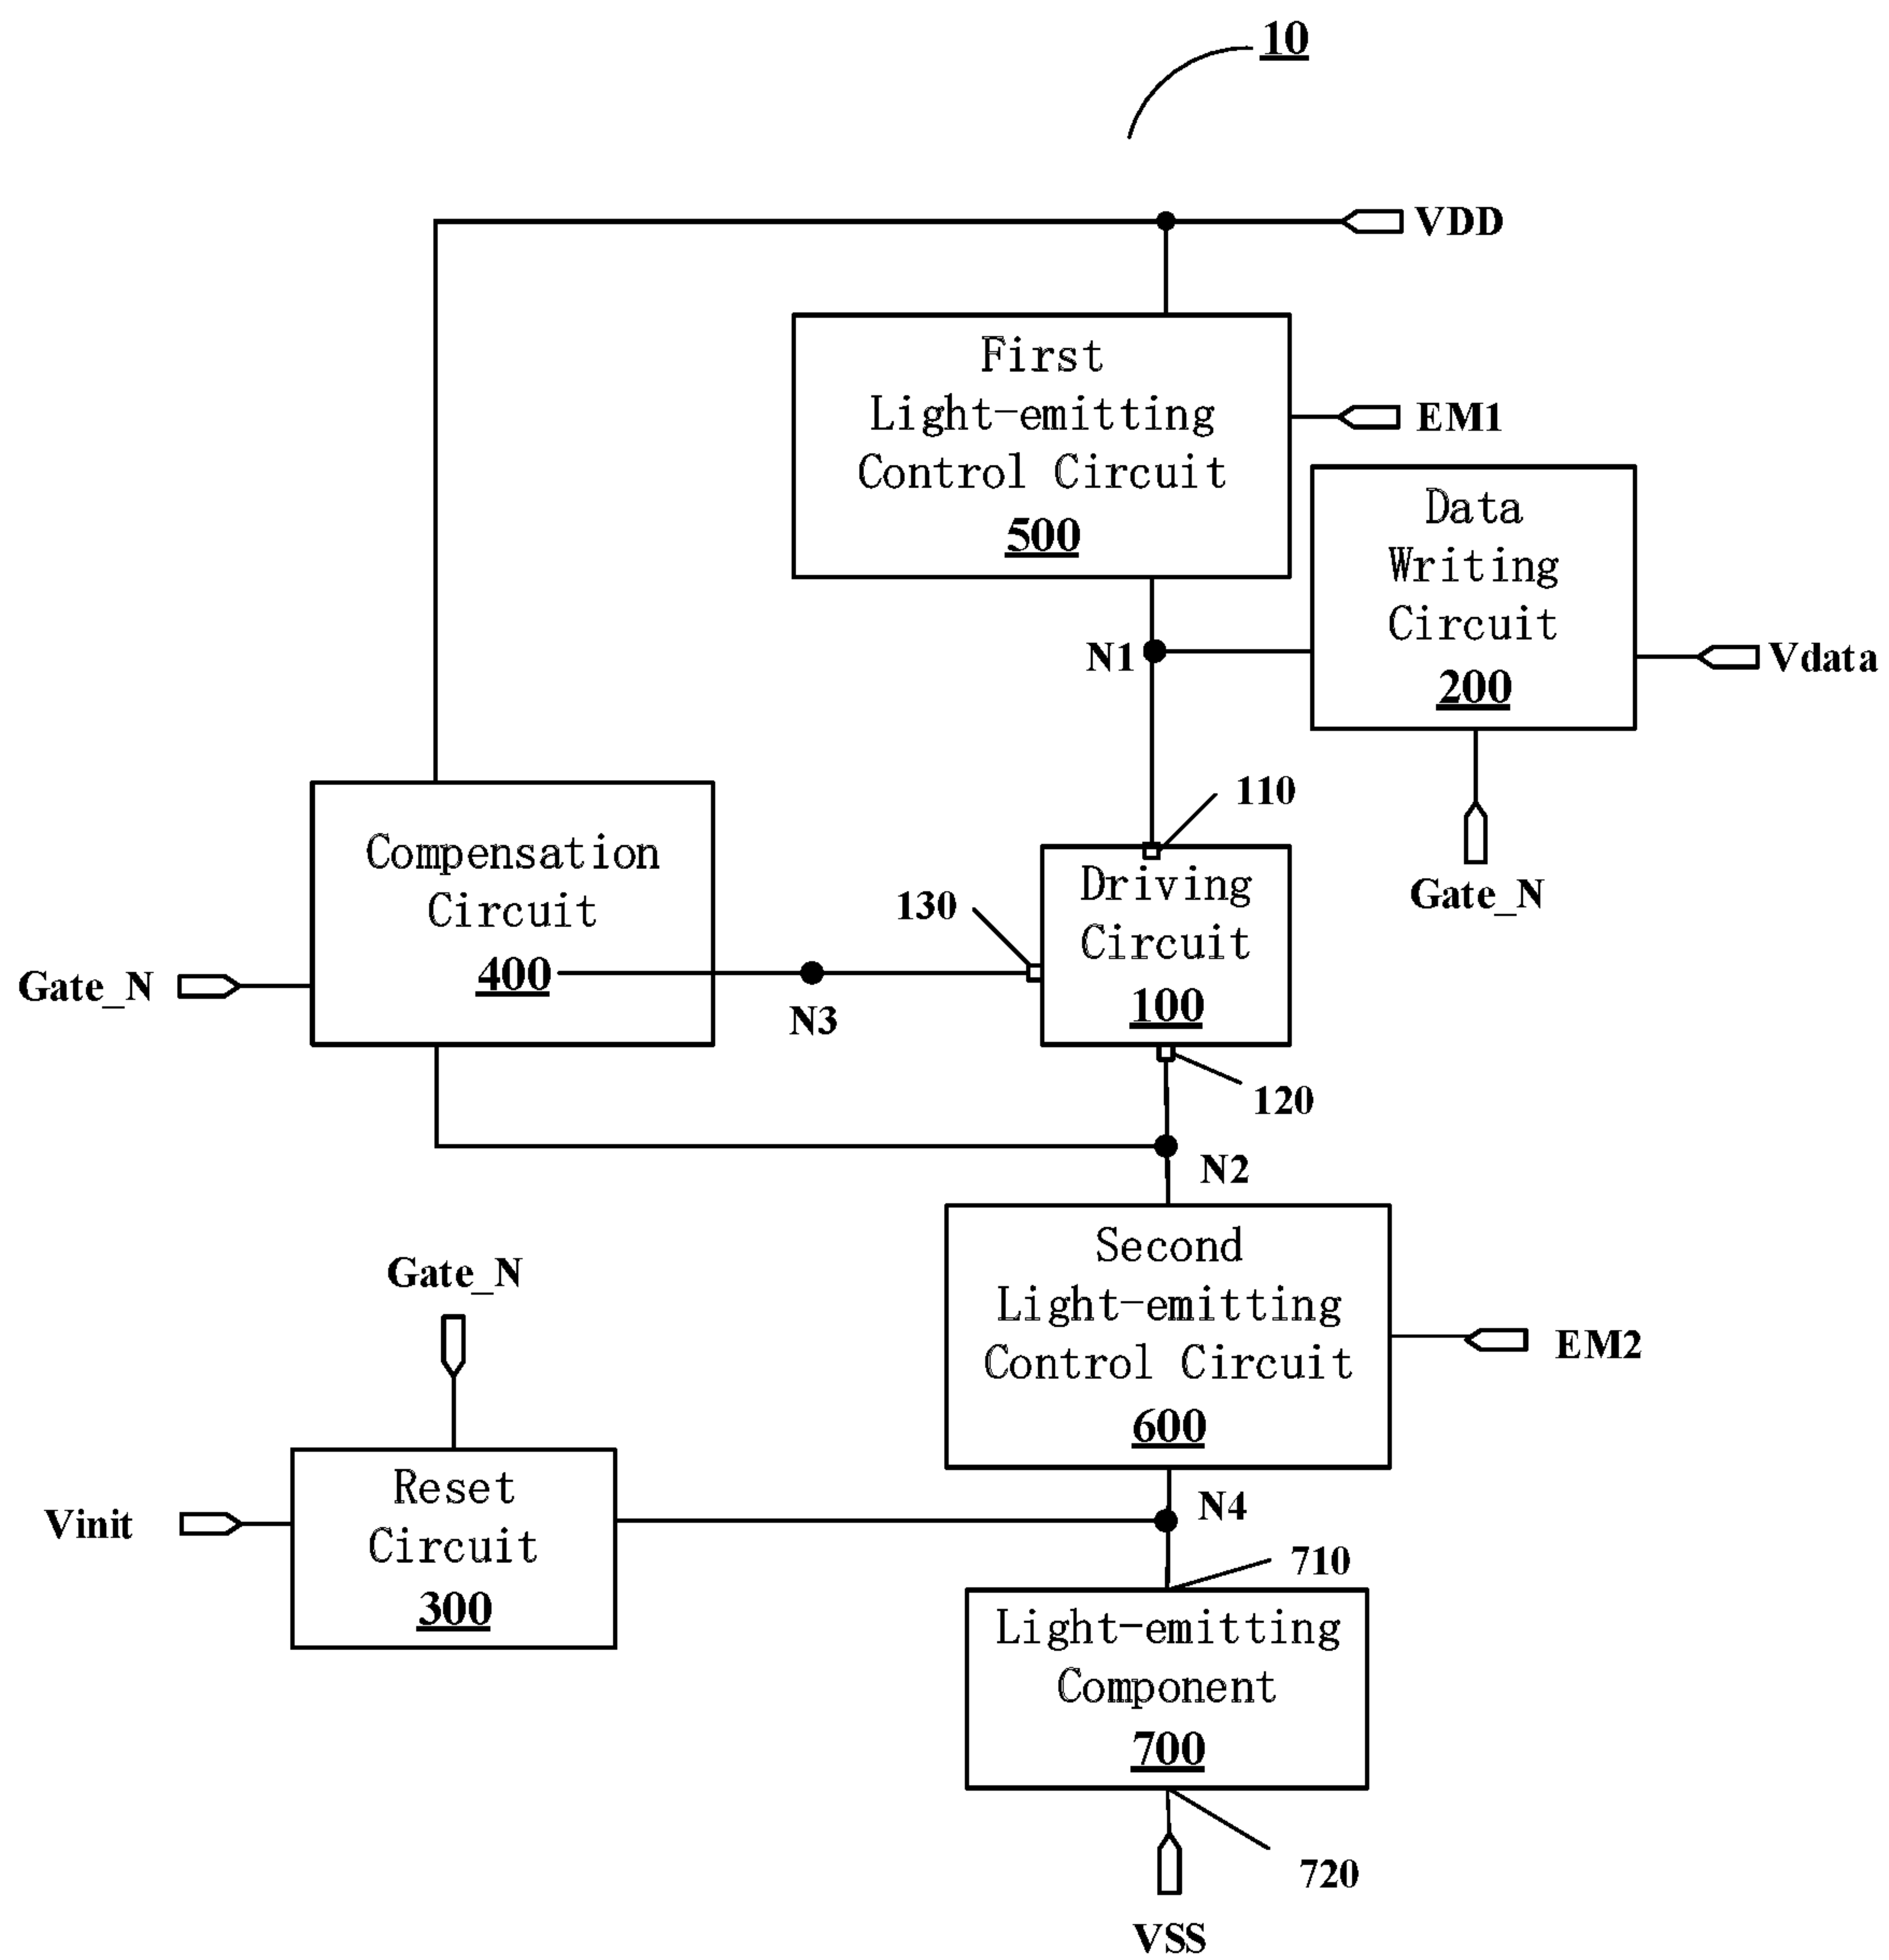 10
VDD
First
Light-emitting
Control Circuit
500
EM1
Data
Writing
Circuit
200
N1
Vdata
110
Gate_N
Compensation
Circuit
400
130
Driving
Circuit
100
Gate_N
N3
120
N2
Gate_N
Second
Light-emitting
Control Circuit
600
EM2
Reset
Circuit
300
Vinit
N4
710
Light-emitting
Component
700
720
VSS